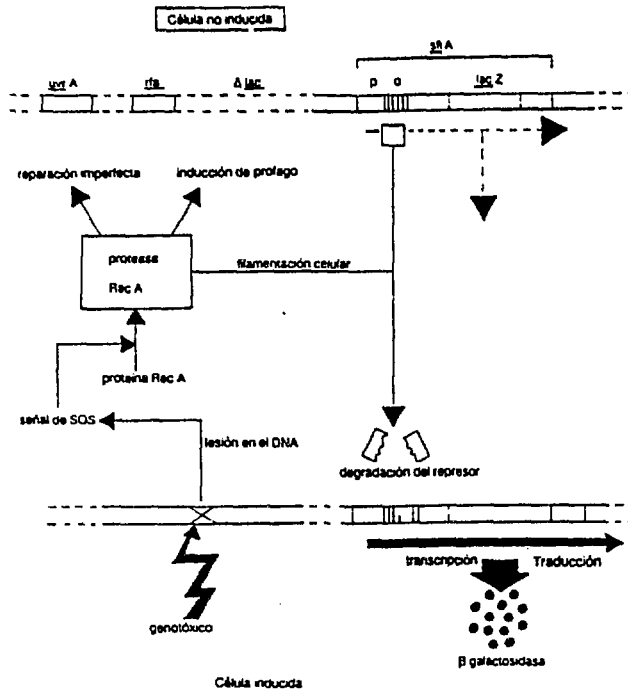 Célula no inducida
sfi A
uvr A rfa Δ lac p o lac Z
reparación imperfecta inducción de profago
proteasa
Rec A
filamentación celular
proteína Rec A
señal de SOS
lesión en el DNA
degradación del represor
transcripción Traducción
genotóxico
β galactosidasa
Célula inducida